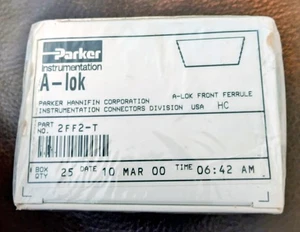 Parker
Instrumentation
A-lok
A-LOK FRONT FERRULE
PARKER HANNIFIN CORPORATION
INSTRUMENTATION CONNECTORS DIVISION USA HC
PART NO. 2FF2-T
BOX QTY 25 DATE 10 MAR 00 TIME 06:42 AM